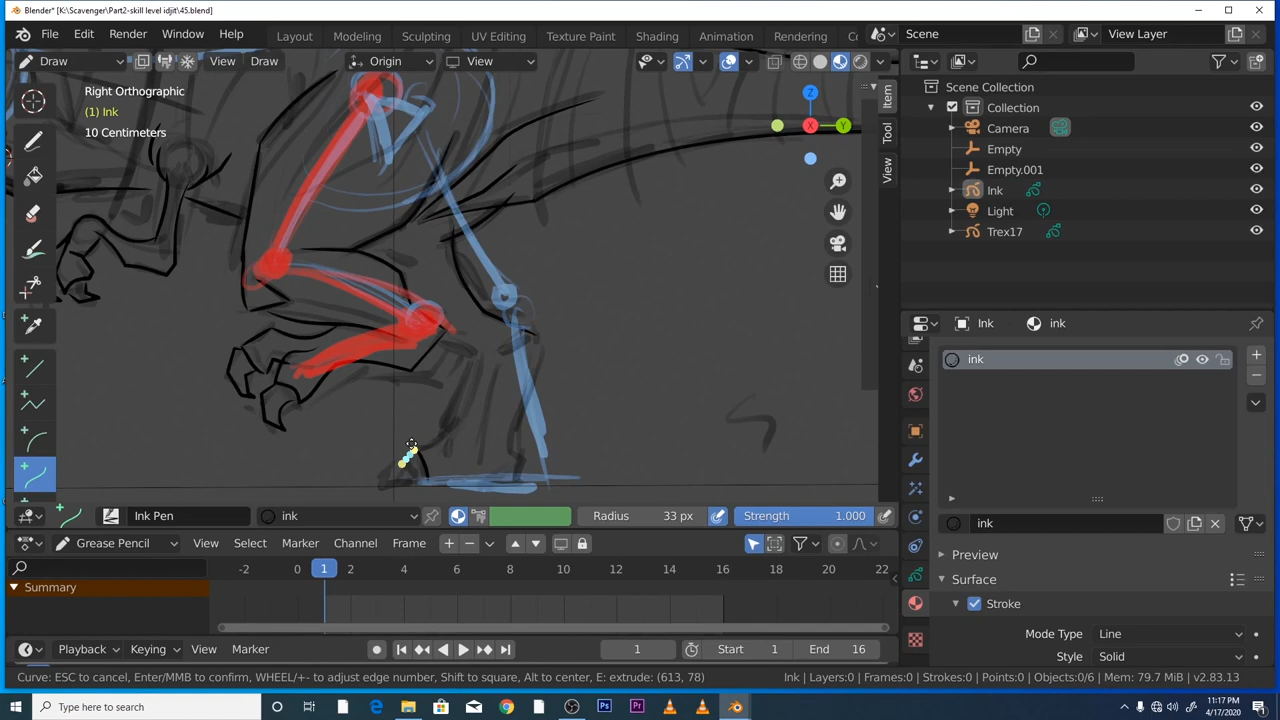 Blender* [K:\Scavenger\Part2-skill level idjit\45.blend]
File Edit Render Window Help Layout Modeling Sculpting UV Editing Texture Paint Shading Animation Rendering Scene View Layer
Draw View Draw Origin View
Right Orthographic
(1) Ink
10 Centimeters
Z
X
Y
Item
Tool
View
Scene Collection
Collection
Camera
Empty
Empty.001
Ink
Light
Trex17
Ink ink
ink
ink
Preview
Surface
Stroke
Mode Type Line
Style Solid
Ink Pen ink Radius 33 px Strength 1.000
Grease Pencil View Select Marker Channel Frame
-2 0 1 2 4 6 8 10 12 14 16 18 20 22
Summary
Playback Keying View Marker 1 Start 1 End 16
Curve: ESC to cancel, Enter/MMB to confirm, WHEEL/+- to adjust edge number, Shift to square, Alt to center, E: extrude: (613, 78)
Ink | Layers:0 | Frames:0 | Strokes:0 | Points:0 | Objects:0/6 | Mem: 79.7 MiB | v2.83.13
Type here to search
11:17 PM
4/17/2020